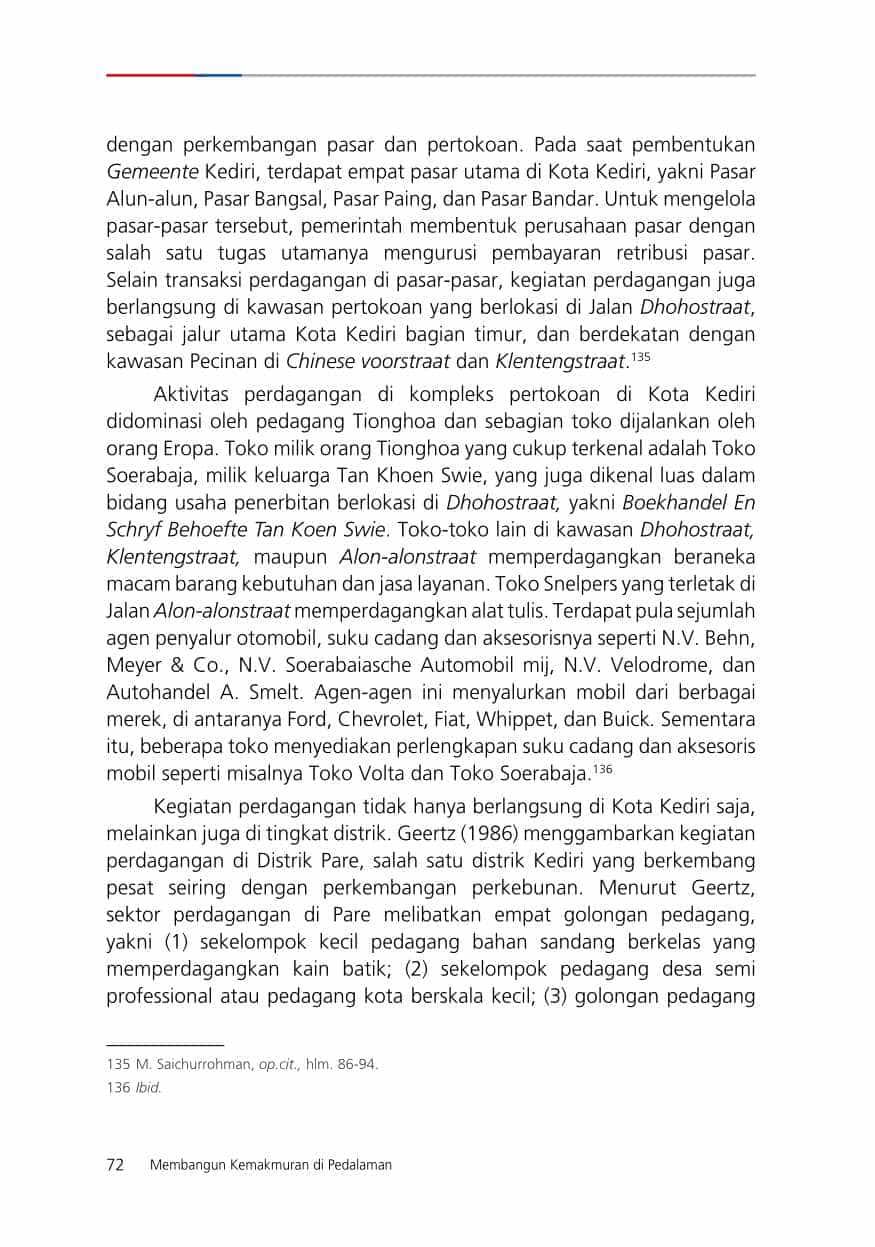 dengan perkembangan pasar dan pertokoan. Pada saat pembentukan
Gemeente Kediri, terdapat empat pasar utama di Kota Kediri, yakni Pasar
Alun-alun, Pasar Bangsal, Pasar Paing, dan Pasar Bandar. Untuk mengelola
pasar-pasar tersebut, pemerintah membentuk perusahaan pasar dengan
salah satu tugas utamanya mengurusi pembayaran retribusi pasar.
Selain transaksi perdagangan di pasar-pasar, kegiatan perdagangan juga
berlangsung di kawasan pertokoan yang berlokasi di Jalan Dhohostraat,
sebagai jalur utama Kota Kediri bagian timur, dan berdekatan dengan
kawasan Pecinan di Chinese voorstraat dan Klentengstraat.135
Aktivitas perdagangan di kompleks pertokoan di Kota Kediri
didominasi oleh pedagang Tionghoa dan sebagian toko dijalankan oleh
orang Eropa. Toko milik orang Tionghoa yang cukup terkenal adalah Toko
Soerabaja, milik keluarga Tan Khoen Swie, yang juga dikenal luas dalam
bidang usaha penerbitan berlokasi di Dhohostraat, yakni Boekhandel En
Schryf Behoefte Tan Koen Swie. Toko-toko lain di kawasan Dhohostraat,
Klentengstraat, maupun Alon-alonstraat memperdagangkan beraneka
macam barang kebutuhan dan jasa layanan. Toko Snelpers yang terletak di
Jalan Alon-alonstraat memperdagangkan alat tulis. Terdapat pula sejumlah
agen penyalur otomobil, suku cadang dan aksesorisnya seperti N.V. Behn,
Meyer & Co., N.V. Soerabaiasche Automobil mij, N.V. Velodrome, dan
Autohandel A. Smelt. Agen-agen ini menyalurkan mobil dari berbagai
merek, di antaranya Ford, Chevrolet, Fiat, Whippet, dan Buick. Sementara
itu, beberapa toko menyediakan perlengkapan suku cadang dan aksesoris
mobil seperti misalnya Toko Volta dan Toko Soerabaja.136
Kegiatan perdagangan tidak hanya berlangsung di Kota Kediri saja,
melainkan juga di tingkat distrik. Geertz (1986) menggambarkan kegiatan
perdagangan di Distrik Pare, salah satu distrik Kediri yang berkembang
pesat seiring dengan perkembangan perkebunan. Menurut Geertz,
sektor perdagangan di Pare melibatkan empat golongan pedagang,
yakni (1) sekelompok kecil pedagang bahan sandang berkelas yang
memperdagangkan kain batik; (2) sekelompok pedagang desa semi
professional atau pedagang kota berskala kecil; (3) golongan pedagang
135 M. Saichurrohman, op.cit., hlm. 86-94.
136 Ibid.
72 Membangun Kemakmuran di Pedalaman